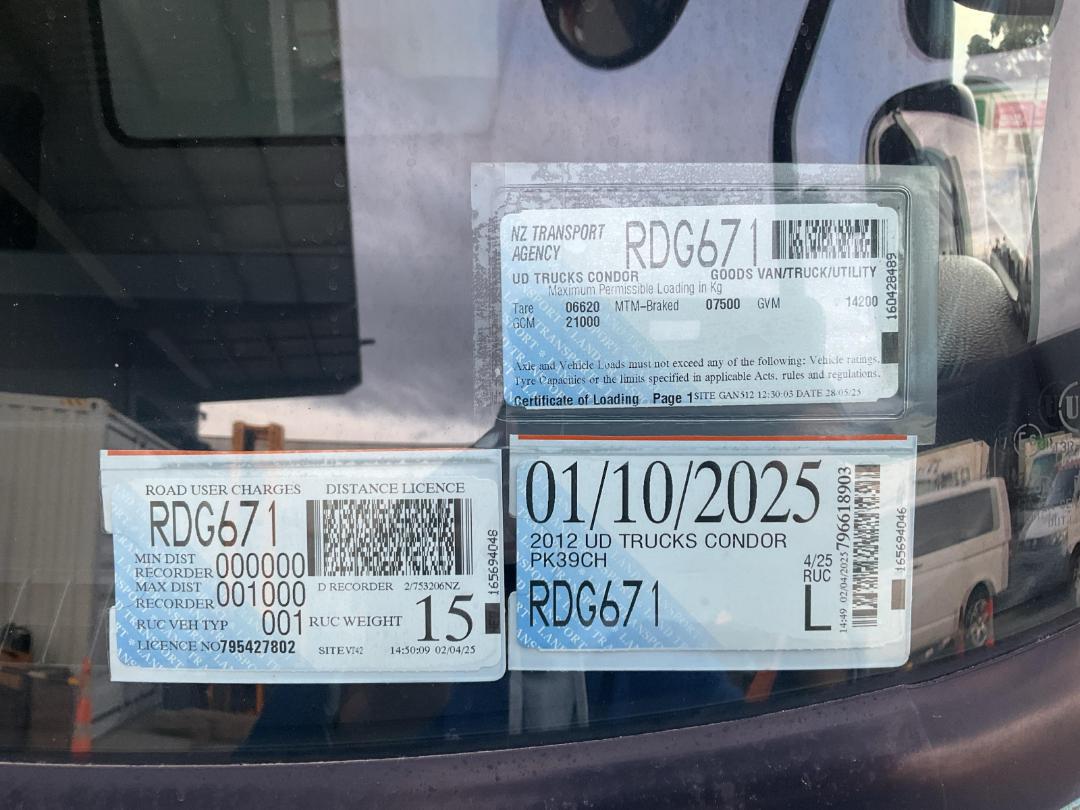 NZ TRANSPORT AGENCY RDG671
UD TRUCKS CONDOR GOODS VAN/TRUCK/UTILITY
Maximum Permissible Loading in Kg
Tare 06620 MTM-Braked 07500 GVM 14200
GCM 21000
Axle and Vehicle Loads must not exceed any of the following: Vehicle ratings,
Tyre Capacities or the limits specified in applicable Acts, rules and regulations.
Certificate of Loading Page 1 SITE GAN512 12:30:03 DATE 28/05/25
160428489
ROAD USER CHARGES DISTANCE LICENCE
RDG671
MIN DIST RECORDER 000000
MAX DIST RECORDER 001000
D RECORDER 2/753206NZ
RUC VEH TYP 001 RUC WEIGHT 15
LICENCE NO 795427802 SITE V742 14:50:09 02/04/25
165694048
01/10/2025
2012 UD TRUCKS CONDOR
PK39CH
RDG671
4/25
RUC
L
14:49 02/04/2025 796618903
165694046